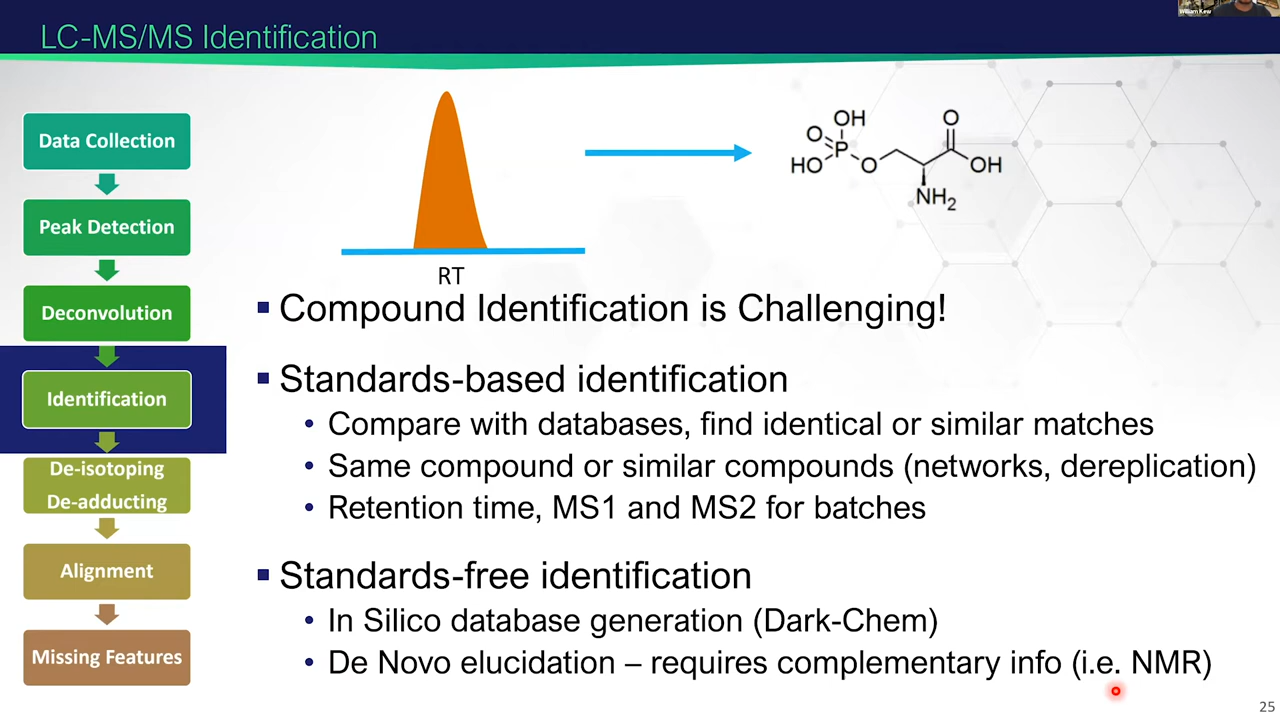 LC-MS/MS Identification
William Kew
Data Collection
Peak Detection
Deconvolution
Identification
De-isotoping
De-adducting
Alignment
Missing Features
RT
OH
O
P
HO
O
O
OH
NH2
▪ Compound Identification is Challenging!
▪ Standards-based identification
• Compare with databases, find identical or similar matches
• Same compound or similar compounds (networks, dereplication)
• Retention time, MS1 and MS2 for batches
▪ Standards-free identification
• In Silico database generation (Dark-Chem)
• De Novo elucidation – requires complementary info (i.e. NMR)
25